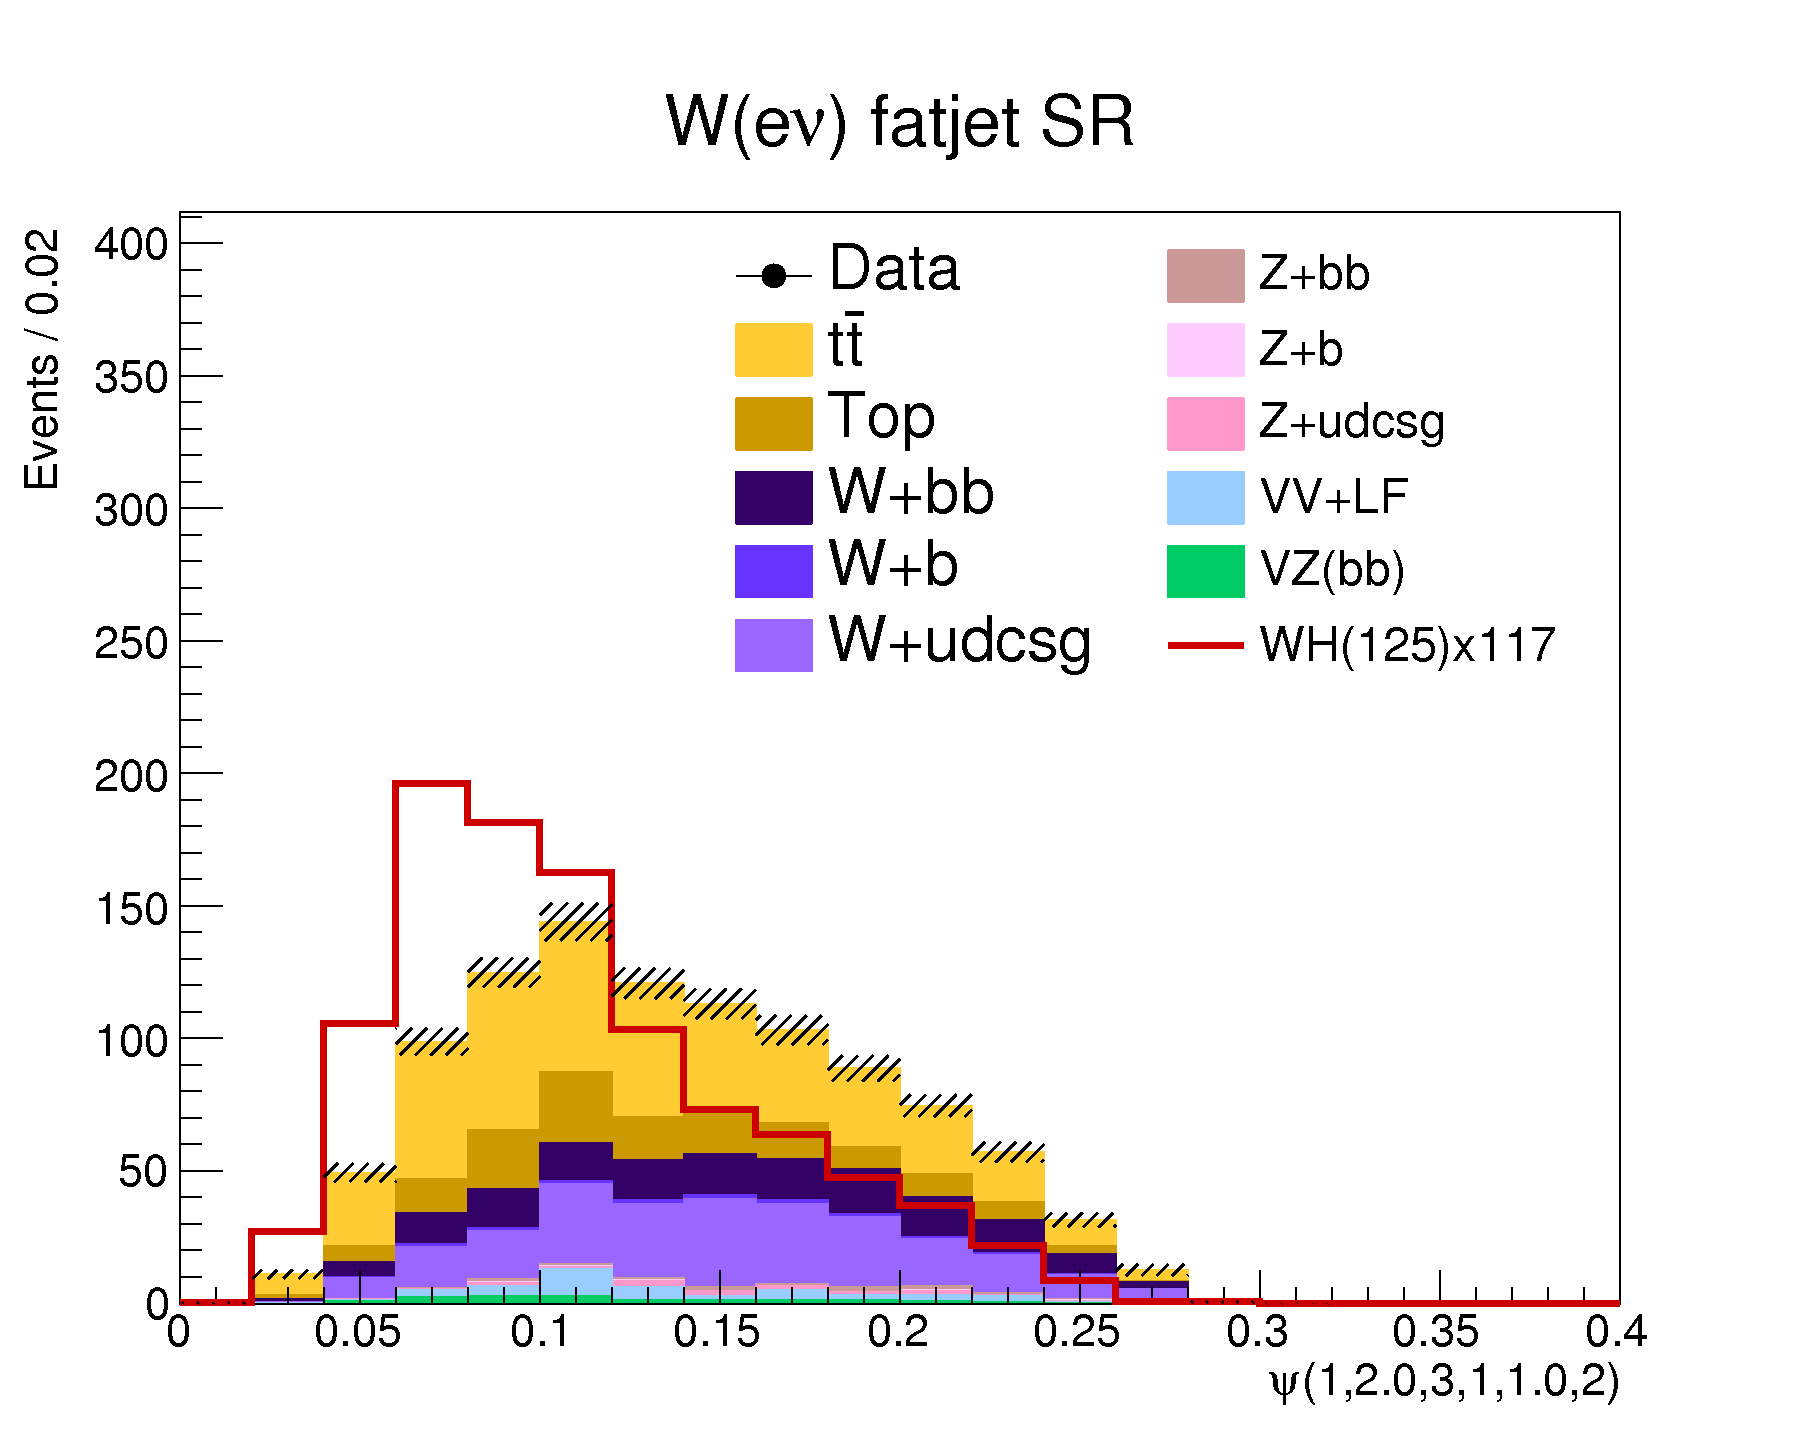 W(eν) fatjet SR
Events / 0.02
400
350
300
250
200
150
100
50
0
Data
tt̄
Top
W+bb
W+b
W+udcsg
Z+bb
Z+b
Z+udcsg
VV+LF
VZ(bb)
WH(125)x117
0 0.05 0.1 0.15 0.2 0.25 0.3 0.35 0.4
ψ(1,2.0,3,1,1.0,2)